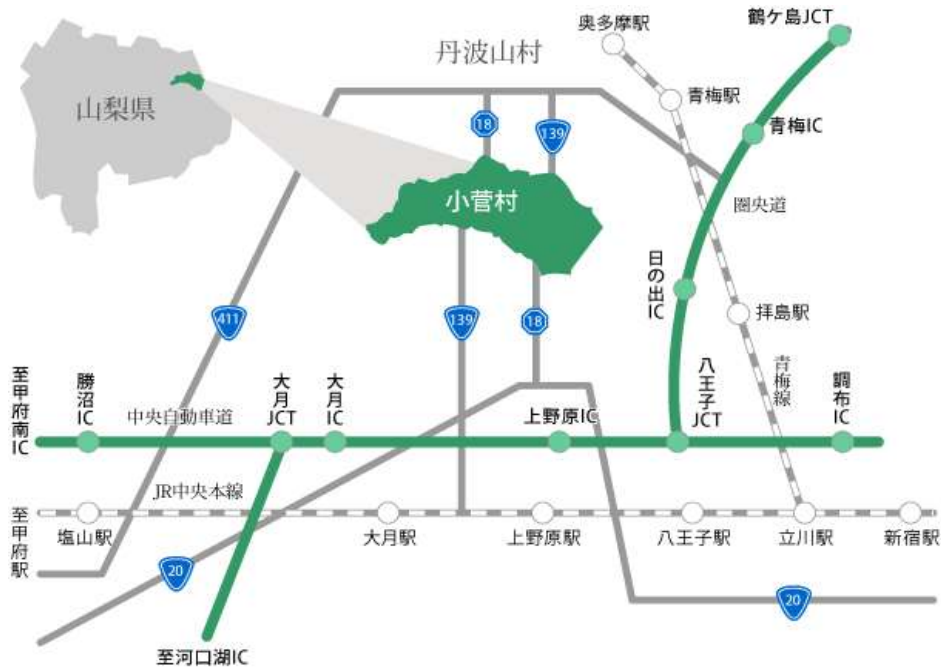 奥多摩駅
鶴ケ島JCT
丹波山村
青梅駅
山梨県
18
139
青梅IC
小菅村
圏央道
日の出IC
411
139
18
拝島駅
至甲府南IC
勝沼IC
中央自動車道
大月JCT
大月IC
上野原IC
八王子JCT
青梅線
調布IC
JR中央本線
至甲府駅
塩山駅
大月駅
上野原駅
八王子駅
立川駅
新宿駅
20
20
至河口湖IC